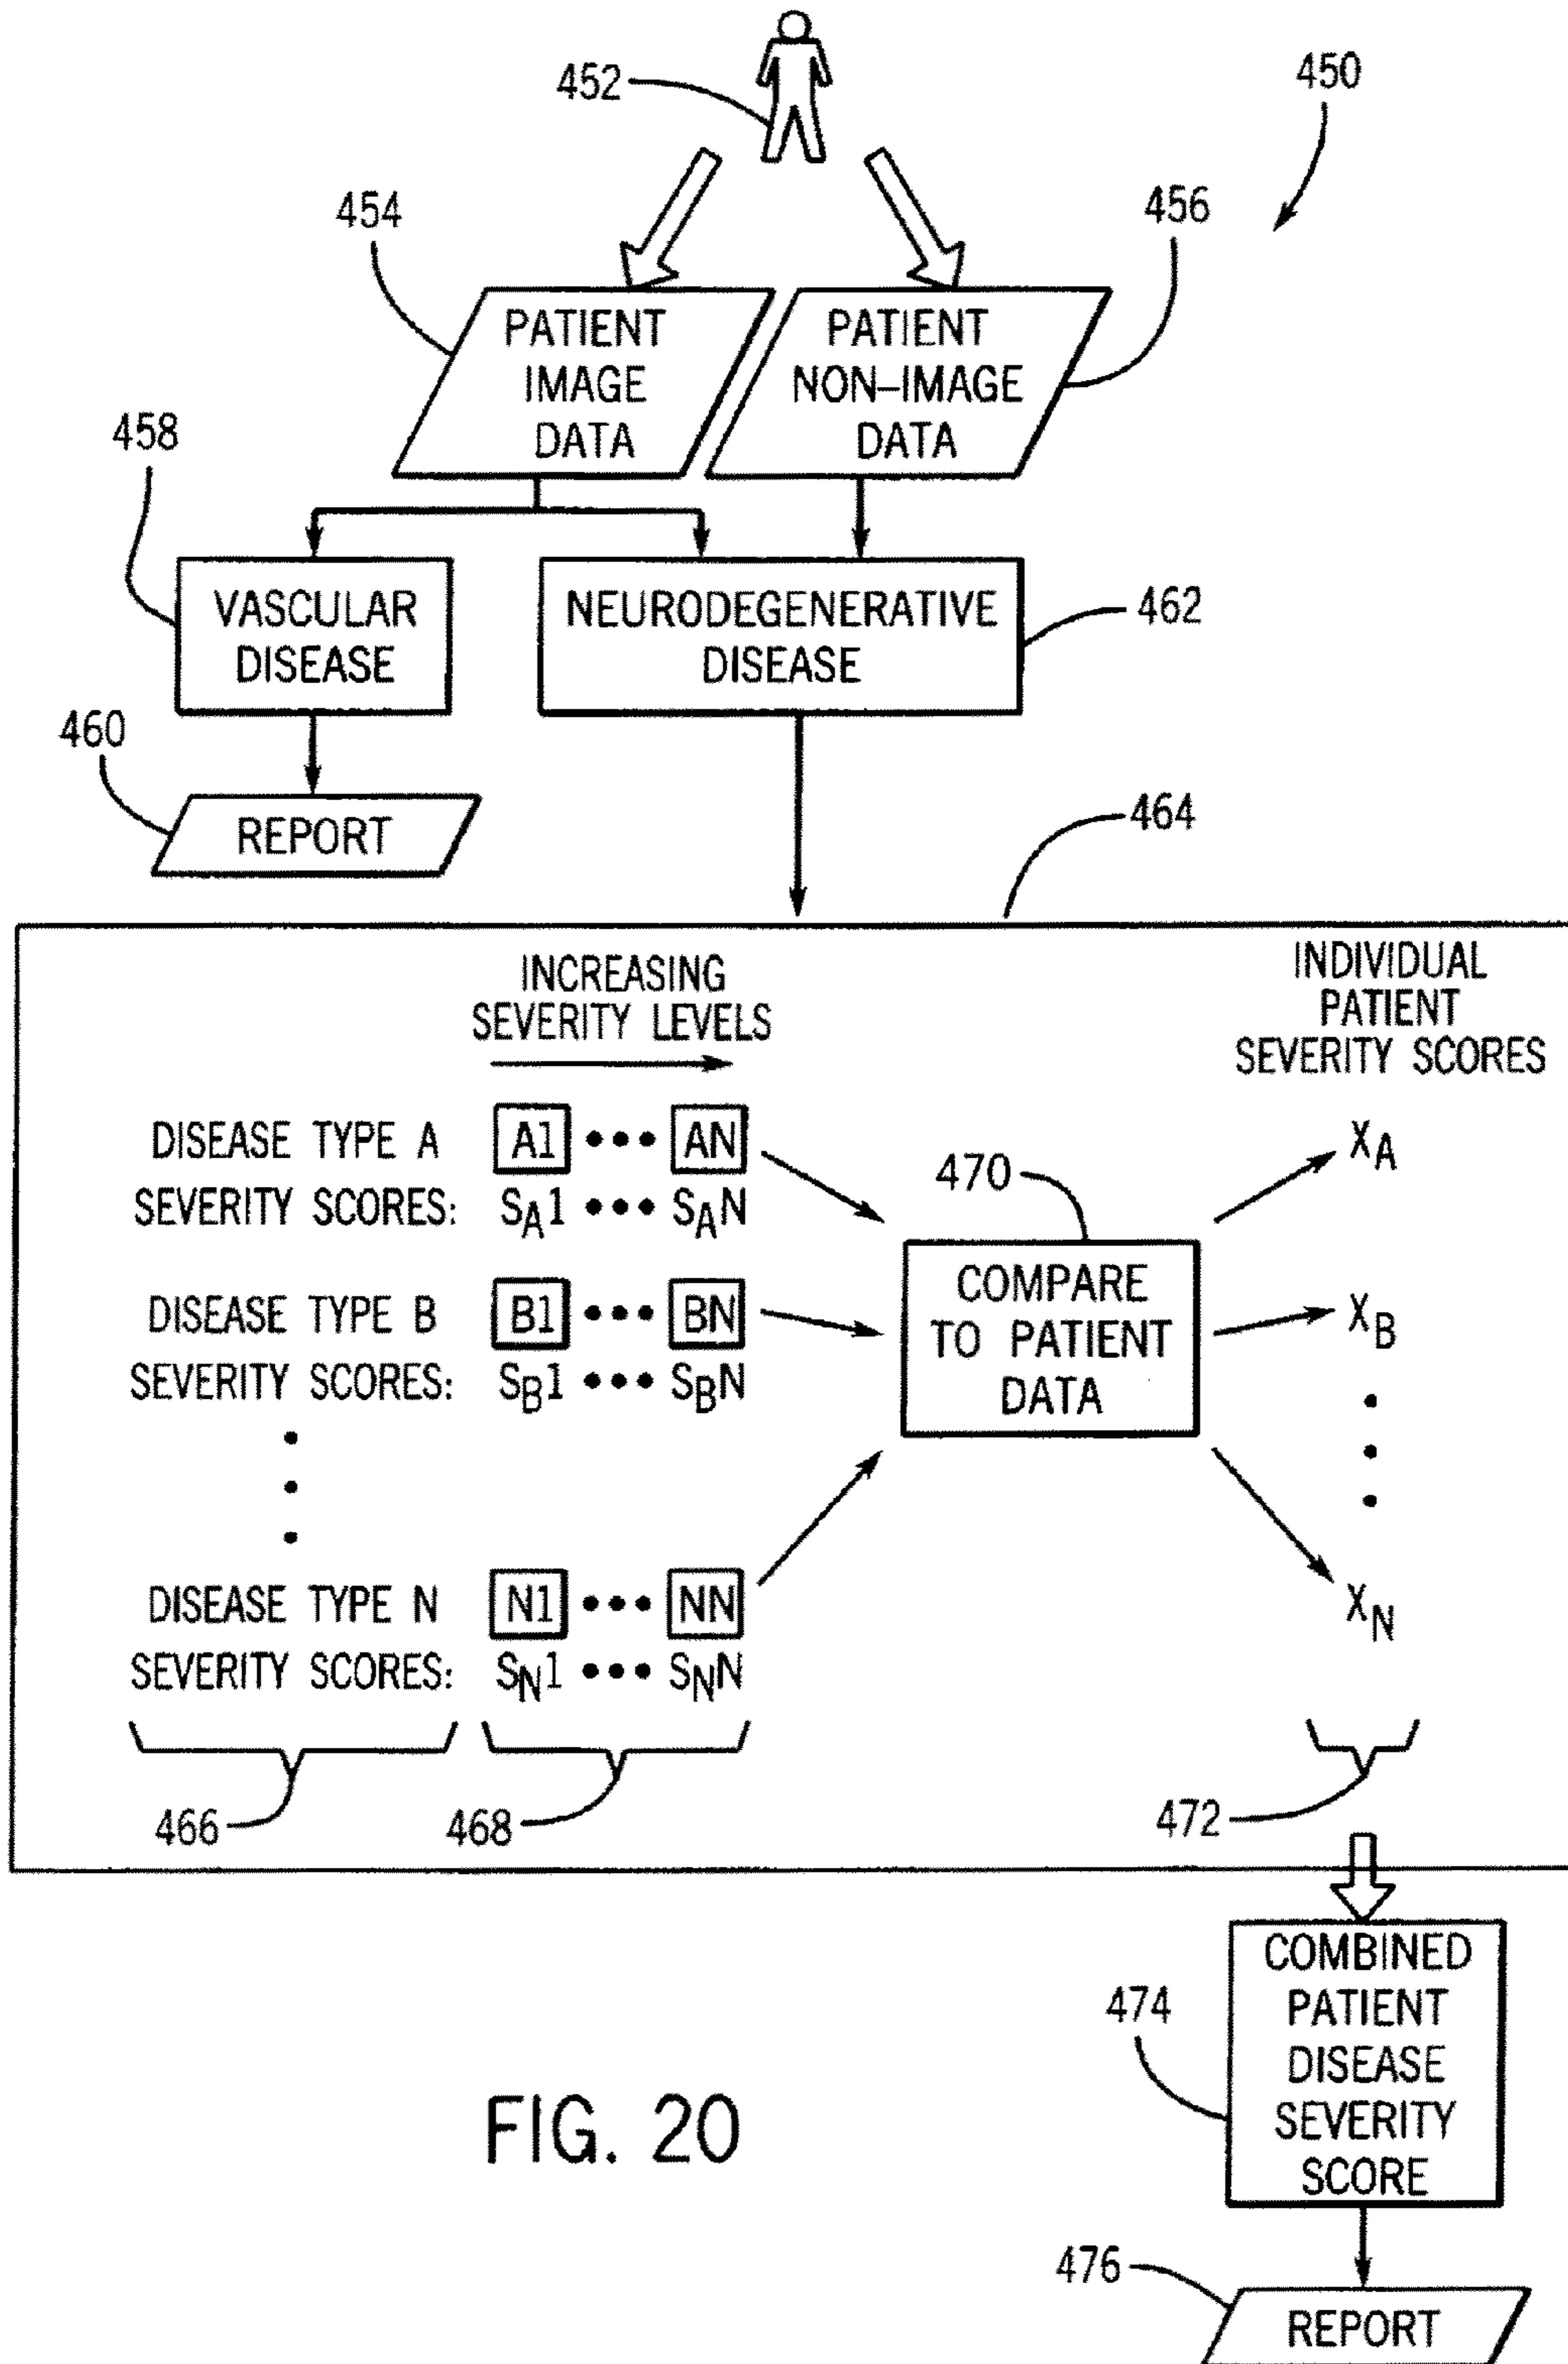 452
450
454
456
PATIENT
IMAGE
DATA
PATIENT
NON-IMAGE
DATA
458
VASCULAR
DISEASE
NEURODEGENERATIVE
DISEASE
462
460
REPORT
464
INCREASING
SEVERITY LEVELS
INDIVIDUAL
PATIENT
SEVERITY SCORES
DISEASE TYPE A A1 ••• AN
SEVERITY SCORES: SA1 ••• SAN
XA
470
COMPARE
TO PATIENT
DATA
DISEASE TYPE B B1 ••• BN
SEVERITY SCORES: SB1 ••• SBN
XB
DISEASE TYPE N N1 ••• NN
SEVERITY SCORES: SN1 ••• SNN
XN
466
468
472
COMBINED
PATIENT
DISEASE
SEVERITY
SCORE
474
FIG. 20
476
REPORT